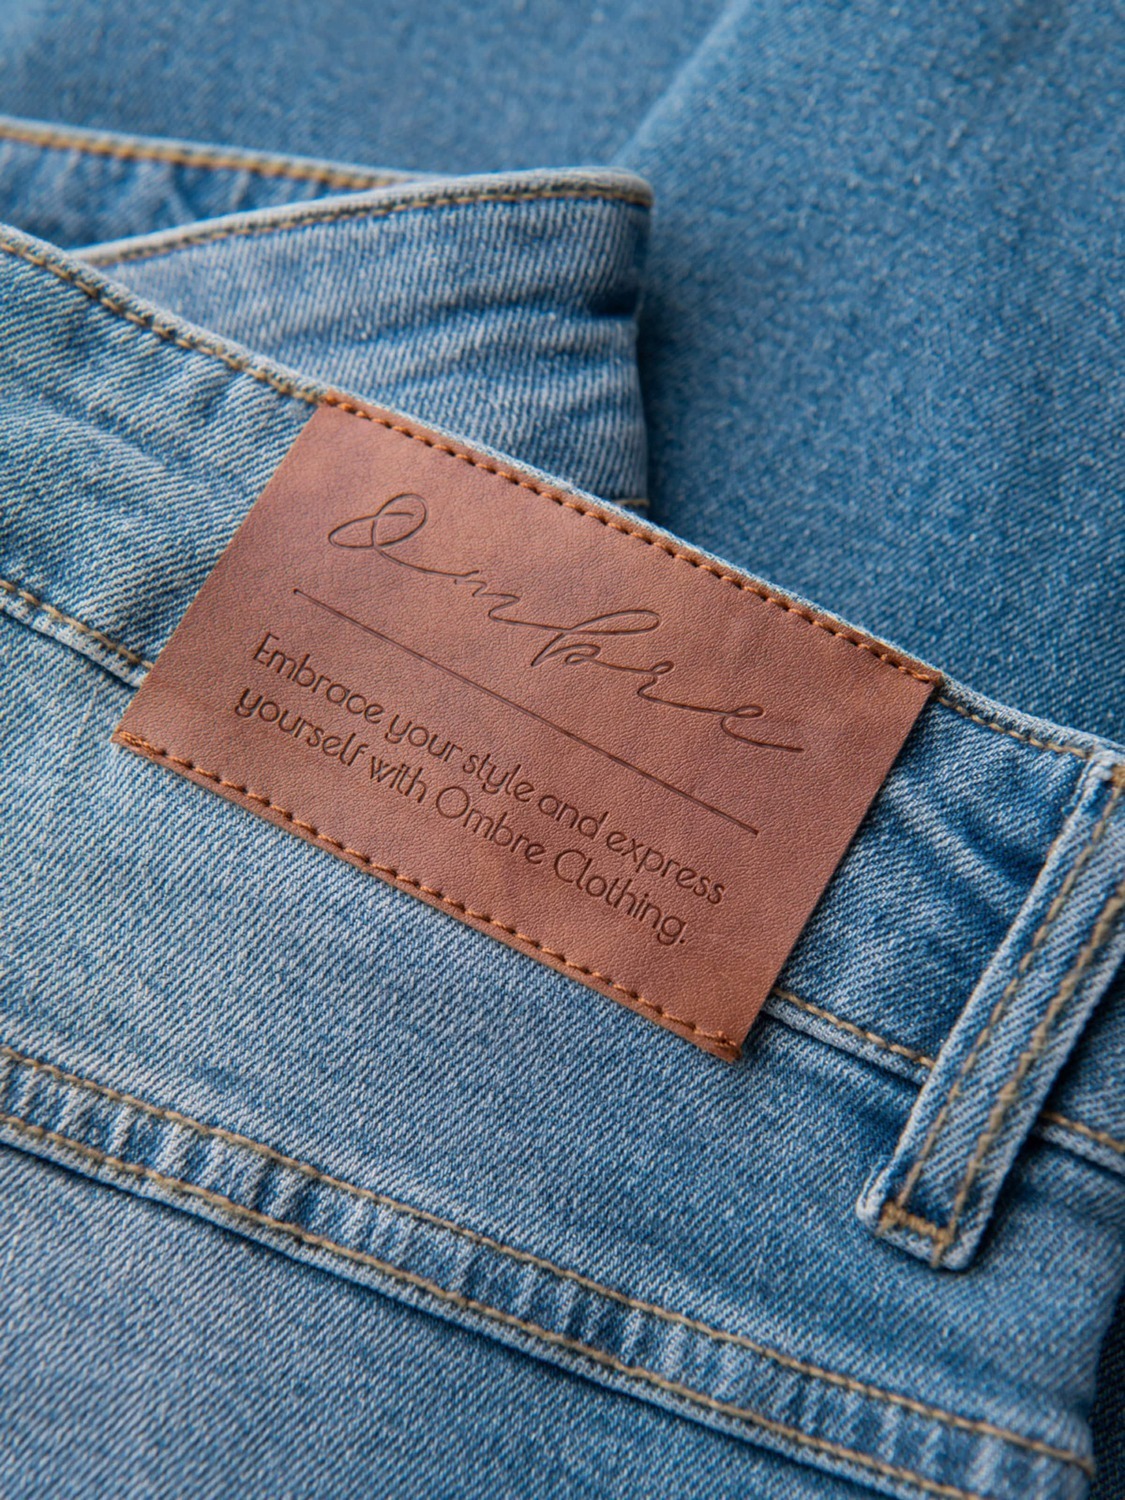 Ombre
Embrace your style and express
yourself with Ombre Clothing.